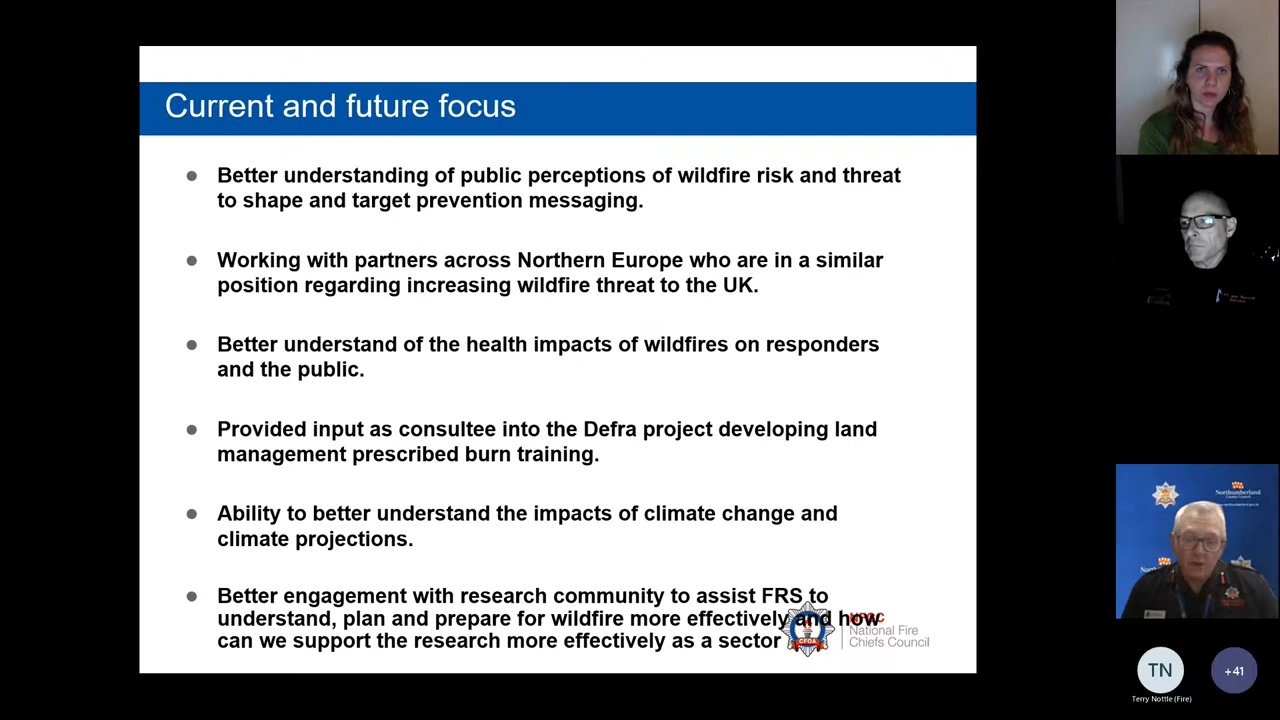 Current and future focus
Better understanding of public perceptions of wildfire risk and threat
to shape and target prevention messaging.
Working with partners across Northern Europe who are in a similar
position regarding increasing wildfire threat to the UK.
Better understand of the health impacts of wildfires on responders
and the public.
Provided input as consultee into the Defra project developing land
management prescribed burn training.
Ability to better understand the impacts of climate change and
climate projections.
Better engagement with research community to assist FRS to
understand, plan and prepare for wildfire more effectively and how
can we support the research more effectively as a sector
CFOA
NFCC
National Fire
Chiefs Council
Northumberland
TN
+41
Terry Nottle (Fire)